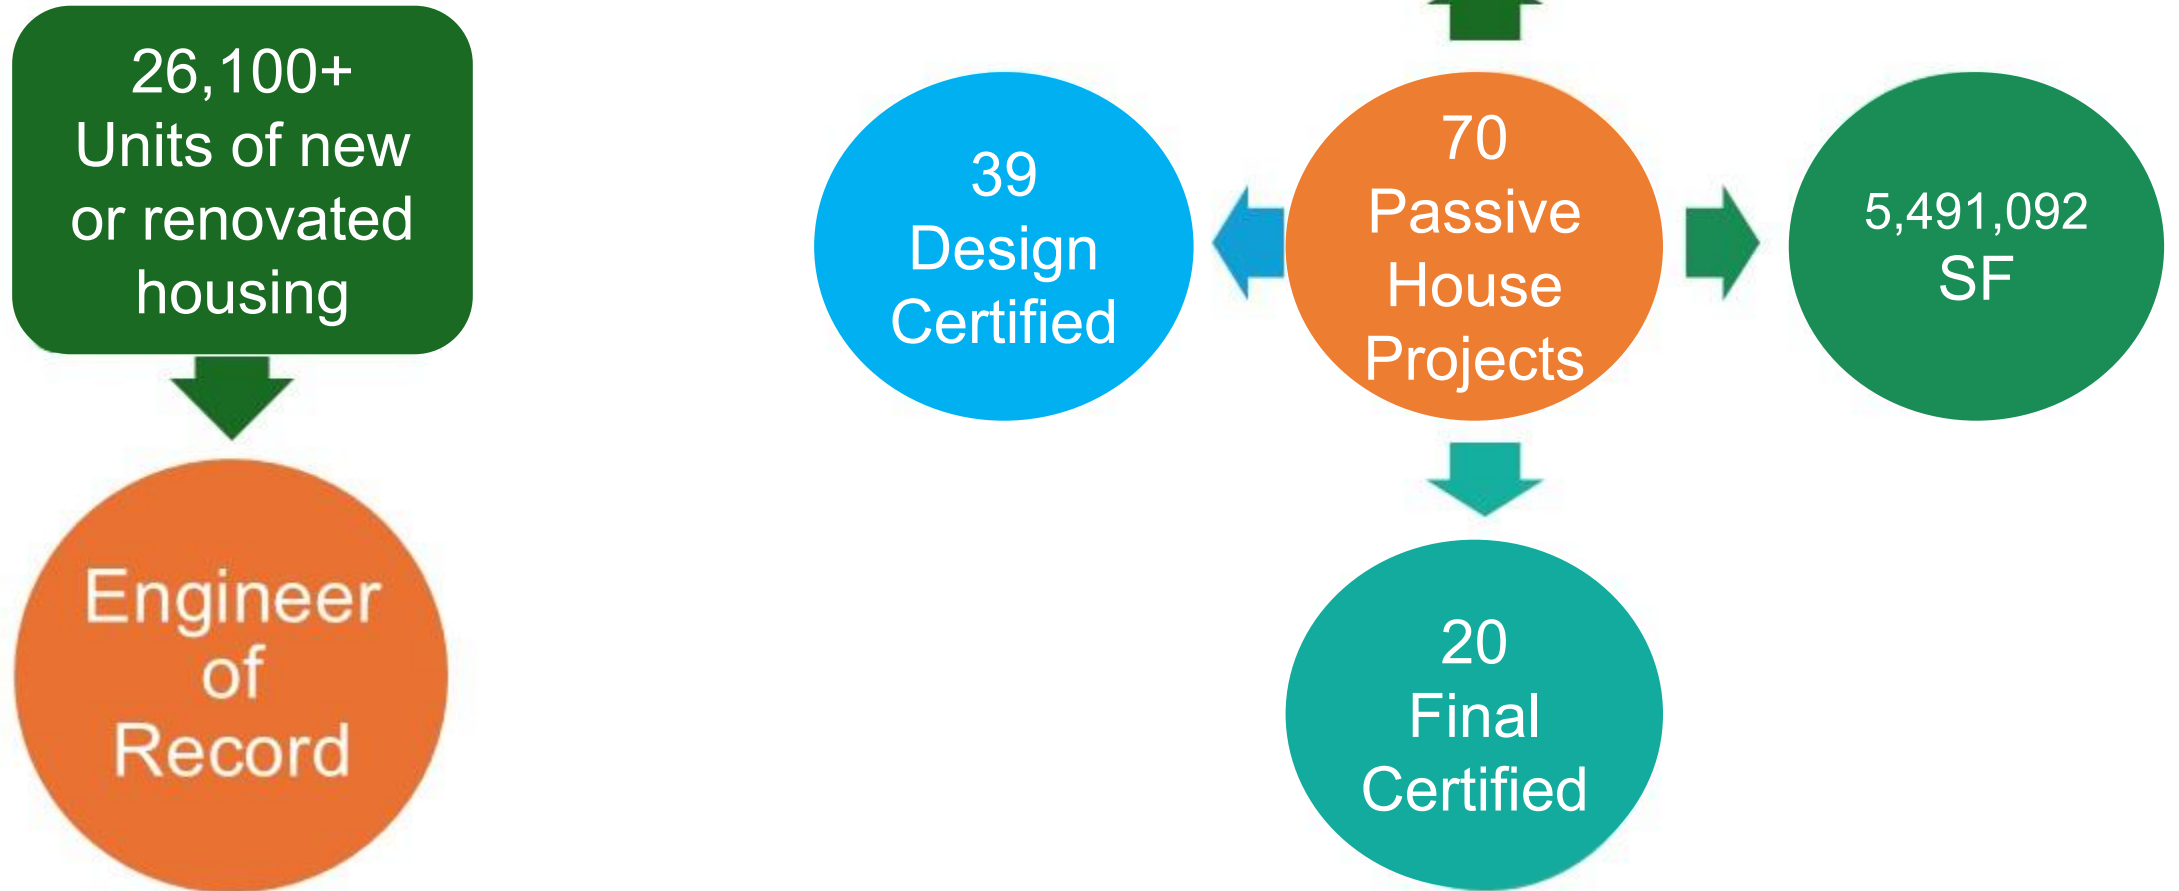 26,100+
Units of new
or renovated
housing
Engineer
of
Record
39
Design
Certified
70
Passive
House
Projects
5,491,092
SF
20
Final
Certified